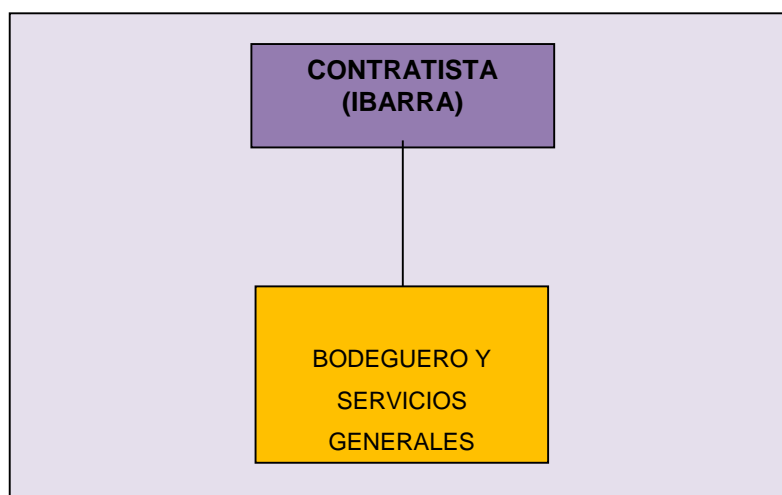 CONTRATISTA
(IBARRA)
BODEGUERO Y
SERVICIOS
GENERALES